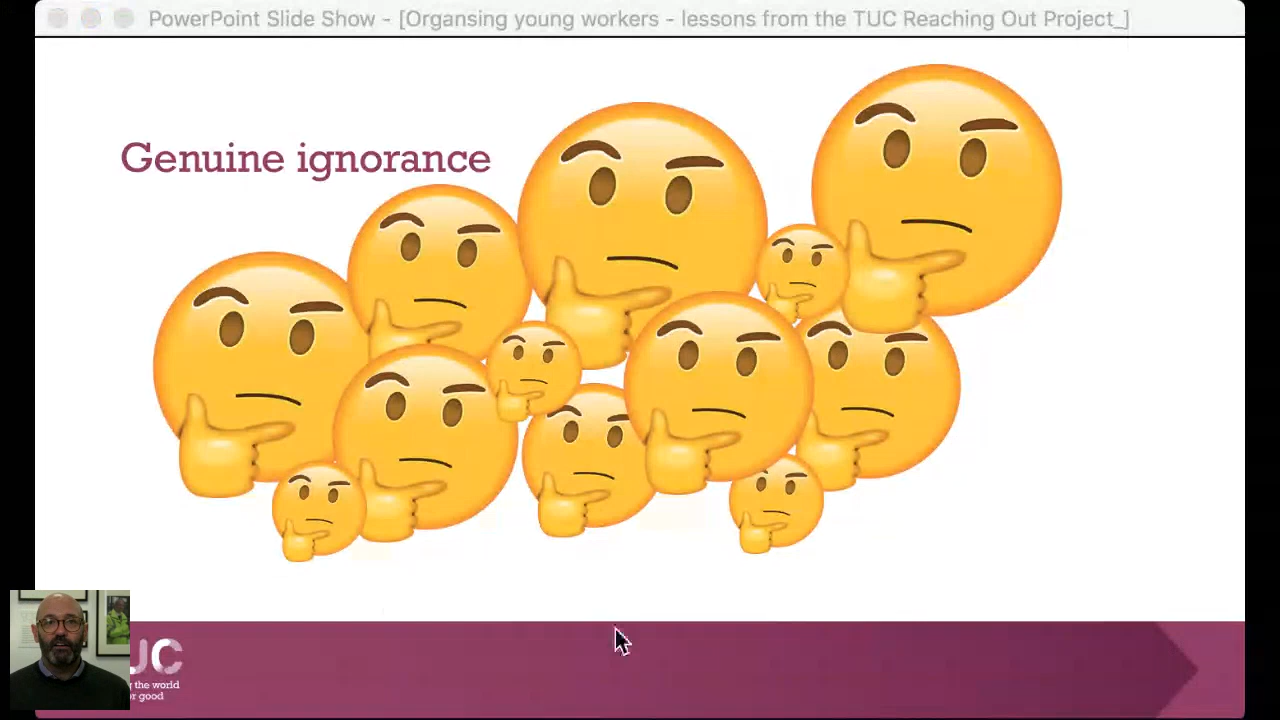 PowerPoint Slide Show - [Organsing young workers - lessons from the TUC Reaching Out Project_]
Genuine ignorance
UC
the world
for good